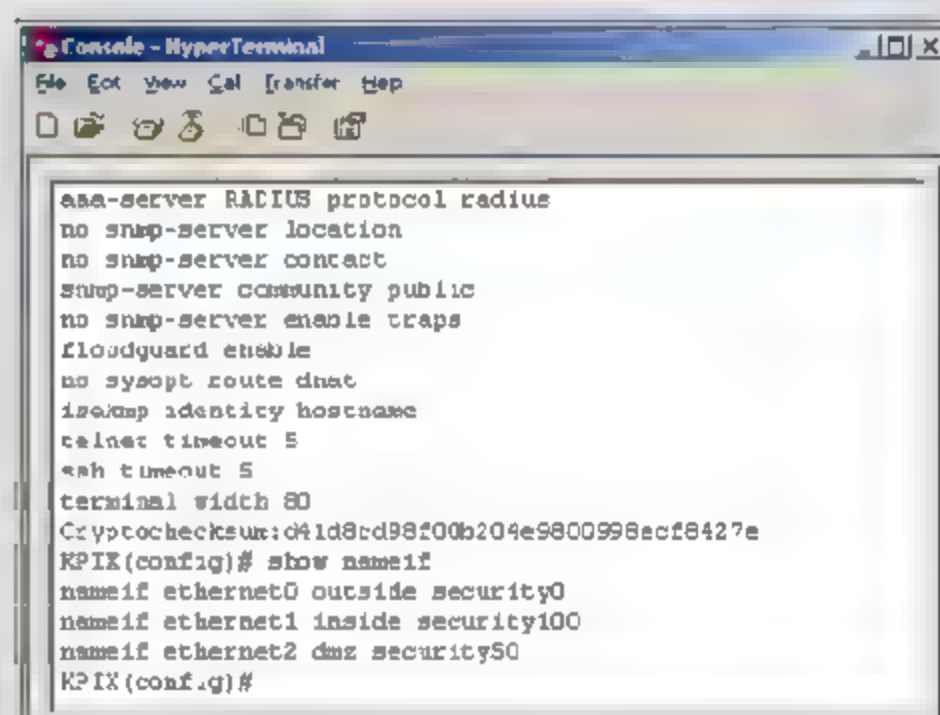 Console - HyperTerminal
File Edit View Call Transfer Help
aaa-server RADIUS protocol radius
no snmp-server location
no snmp-server contact
snmp-server community public
no snmp-server enable traps
floodguard enable
no sysopt route dnat
isakmp identity hostname
telnet timeout 5
ssh timeout 5
terminal width 80
Cryptochecksum:d41d8cd98f00b204e9800998ecf8427e
KPIX(config)# show nameif
nameif ethernet0 outside security0
nameif ethernet1 inside security100
nameif ethernet2 dmz security50
KPIX(config)#